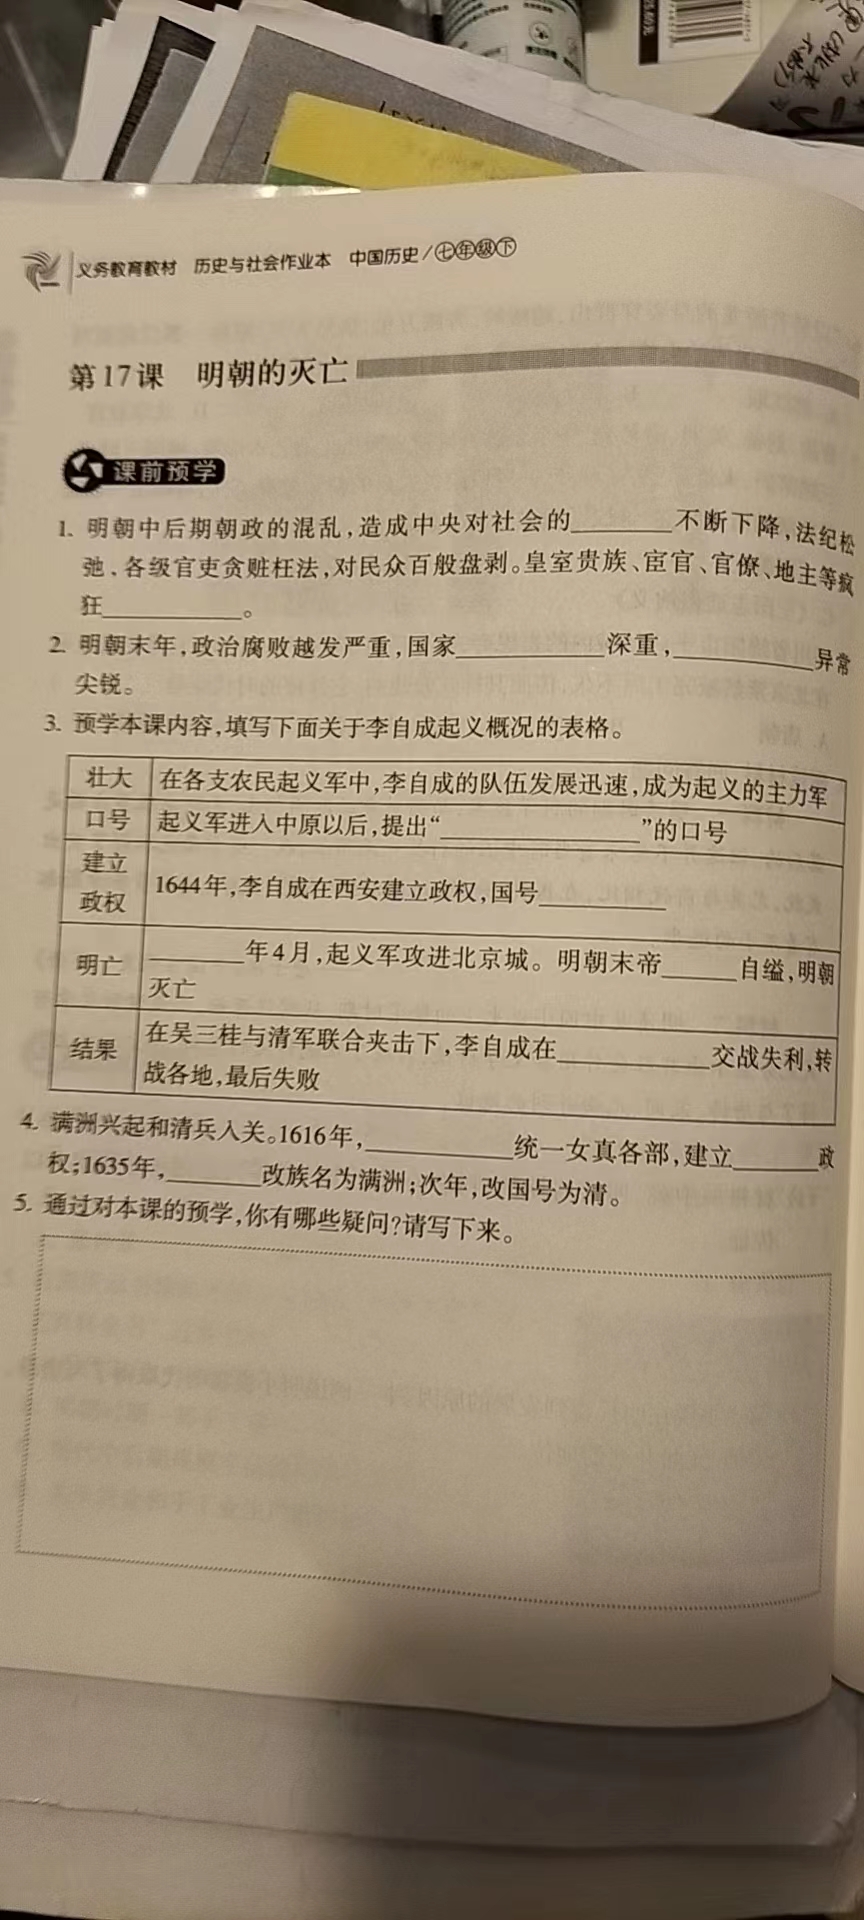 义务教育教材 历史与社会作业本 中国历史/七年级下
第17课 明朝的灭亡
课前预学
1. 明朝中后期朝政的混乱,造成中央对社会的________不断下降,法纪松
弛、各级官吏贪赃枉法,对民众百般盘剥。皇室贵族、宦官、官僚、地主等疯
狂___________。
2. 明朝末年,政治腐败越发严重,国家___________深重,___________异常
尖锐。
3. 预学本课内容,填写下面关于李自成起义概况的表格。
壮大 在各支农民起义军中,李自成的队伍发展迅速,成为起义的主力军
口号 起义军进入中原以后,提出“________________”的口号
建立
政权 1644年,李自成在西安建立政权,国号__________
明亡 ________年4月,起义军攻进北京城。明朝末帝______自缢,明朝
灭亡
结果 在吴三桂与清军联合夹击下,李自成在____________交战失利,转
战各地,最后失败
4. 满洲兴起和清兵入关。1616年,____________统一女真各部,建立_______政
权;1635年,________改族名为满洲;次年,改国号为清。
5. 通过对本课的预学,你有哪些疑问?请写下来。